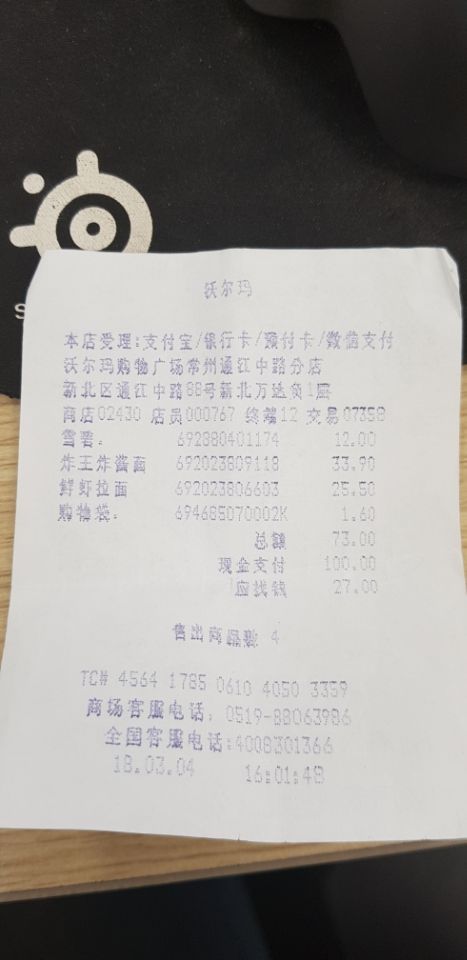 S
沃尔玛
本店受理:支付宝/银行卡/预付卡/微信支付
沃尔玛购物广场常州通江中路分店
新北区通江中路88号新北万达负1层
商店02430 店员000767 终端12 交易07358
雪碧. 692880401174 12.00
炸王炸酱面 692023809118 33.90
鲜虾拉面 692023806603 25.50
购物袋. 694685070002K 1.60
总额 73.00
现金支付 100.00
应找钱 27.00
售出商品数 4
TC# 4564 1785 0610 4050 3359
商场客服电话: 0519-88063986
全国客服电话:4008301366
18.03.04 16:01:48